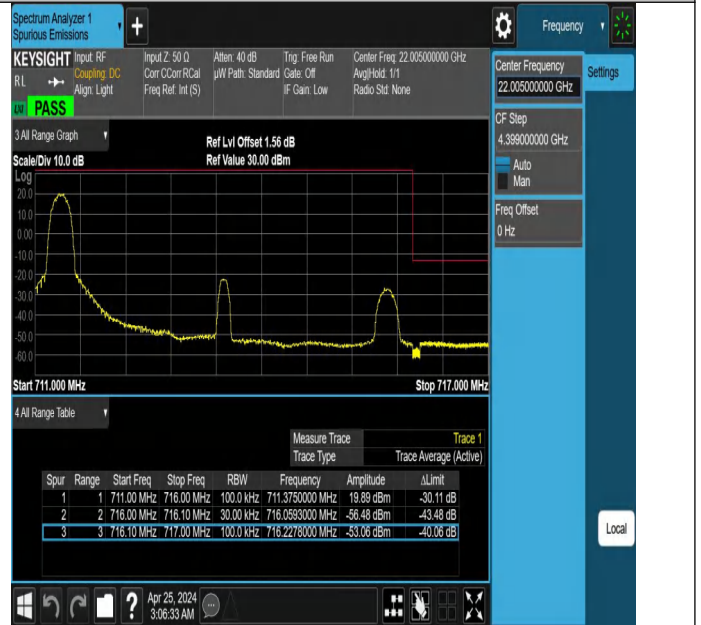 Spectrum Analyzer 1
Spurious Emissions
+
Frequency
KEYSIGHT Input: RF Input Z: 50 Ω Atten: 40 dB Trig: Free Run Center Freq: 22.005000000 GHz
RL Coupling: DC Corr CCorr RCal µW Path: Standard Gate: Off Avg|Hold: 1/1
Align: Light Freq Ref: Int (S) IF Gain: Low Radio Std: None
LXI PASS
Center Frequency
22.005000000 GHz
Settings
CF Step
4.399000000 GHz
Auto
Man
Freq Offset
0 Hz
3 All Range Graph
Ref Lvl Offset 1.56 dB
Scale/Div 10.0 dB Ref Value 30.00 dBm
Log
20.0
10.0
0.00
-10.0
-20.0
-30.0
-40.0
-50.0
-60.0
Start 711.000 MHz Stop 717.000 MHz
4 All Range Table
Measure Trace Trace 1
Trace Type Trace Average (Active)
Spur Range Start Freq Stop Freq RBW Frequency Amplitude ΔLimit
1 1 711.00 MHz 716.00 MHz 100.0 kHz 711.3750000 MHz 19.89 dBm -30.11 dB
2 2 716.00 MHz 716.10 MHz 30.00 kHz 716.0593000 MHz -56.48 dBm -43.48 dB
3 3 716.10 MHz 717.00 MHz 100.0 kHz 716.2278000 MHz -53.06 dBm -40.06 dB
Local
?
Apr 25, 2024
3:06:33 AM